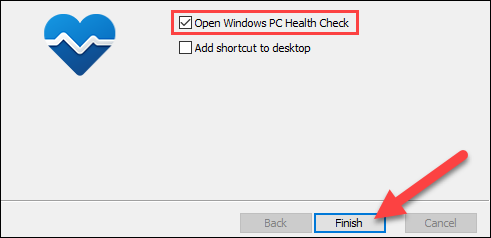 Open Windows PC Health Check
Add shortcut to desktop
Back
Finish
Cancel